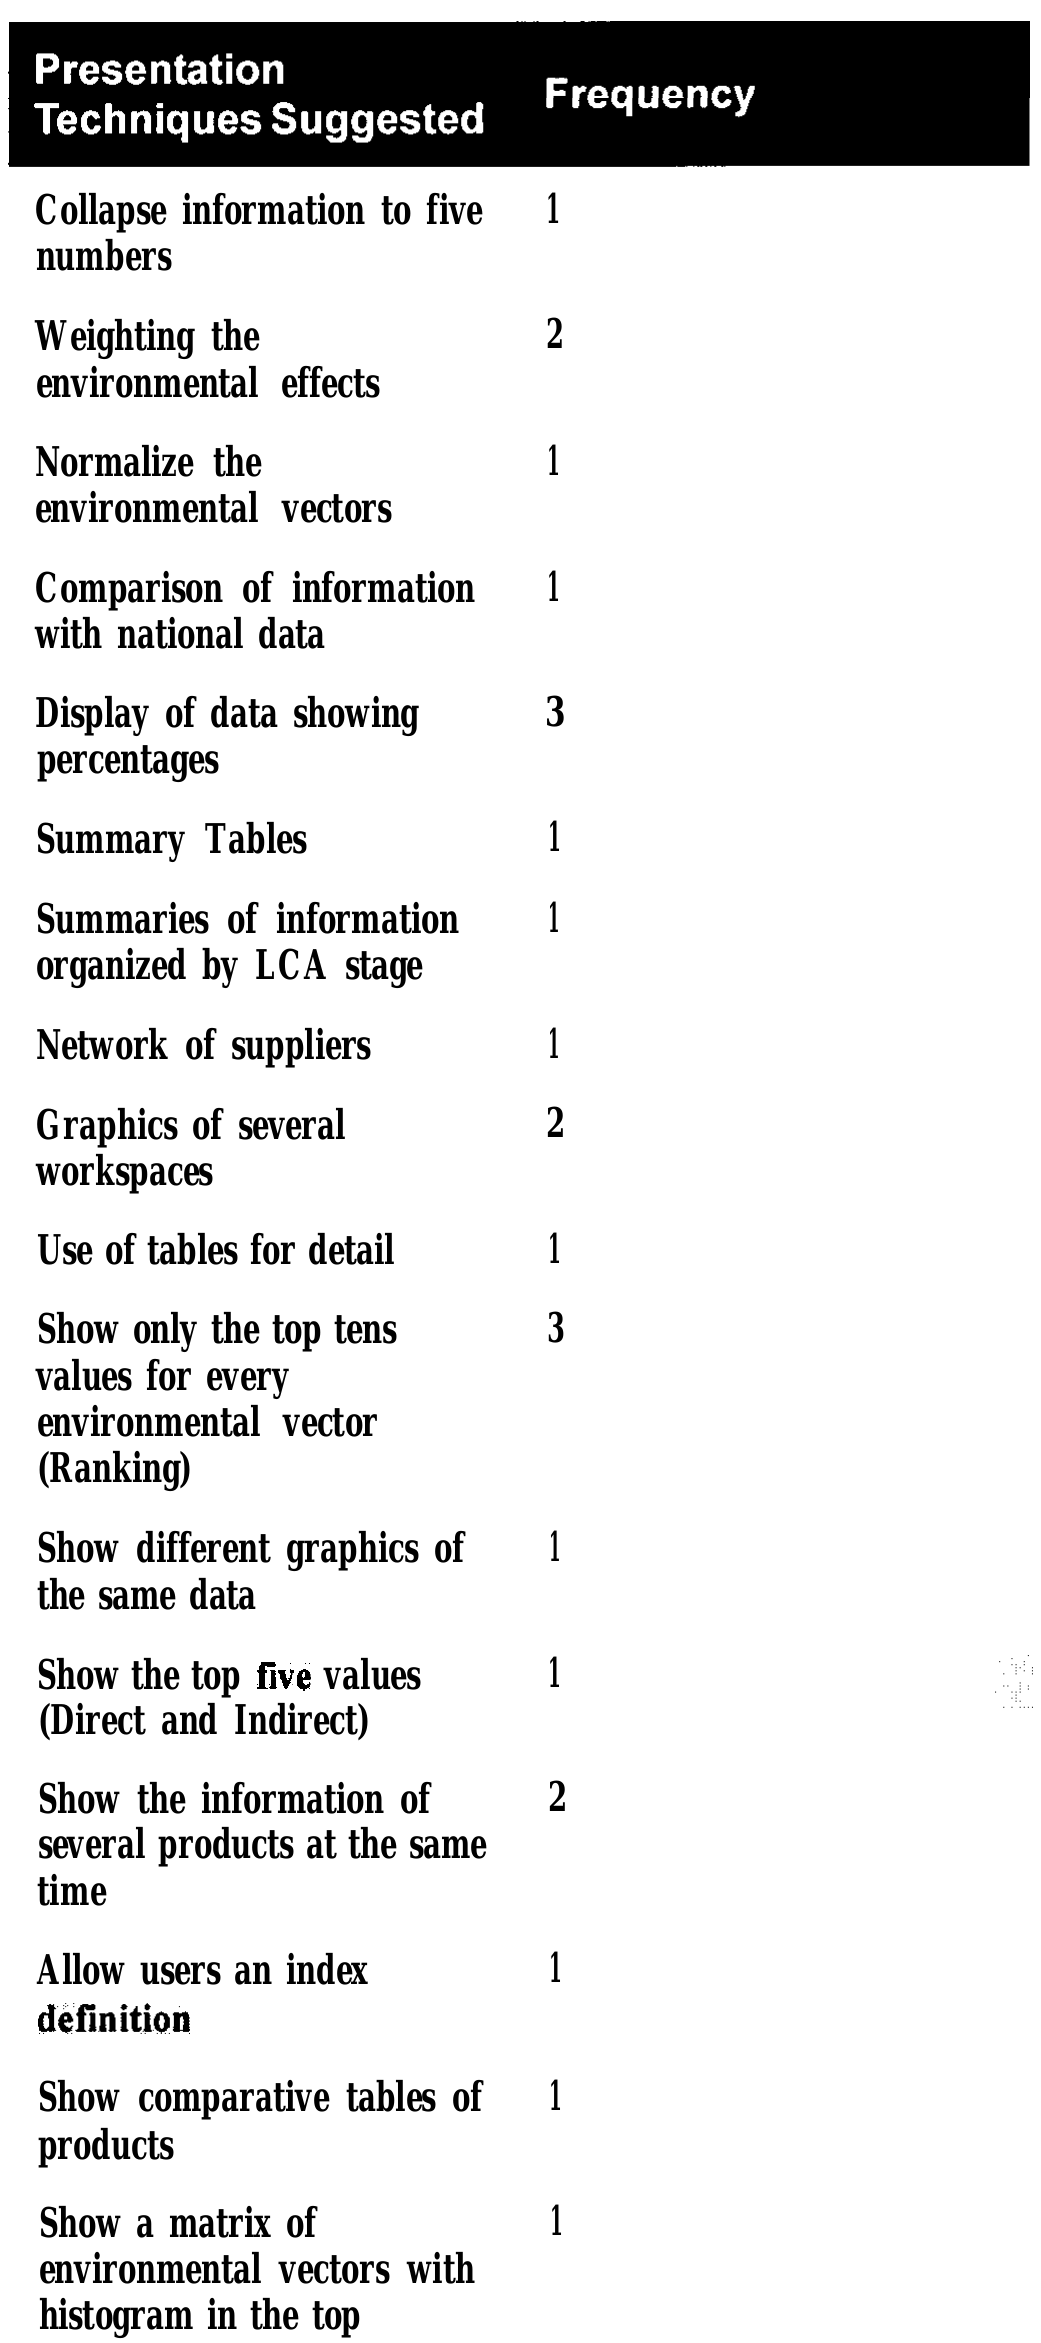 Presentation
Techniques Suggested Frequency
Collapse information to five 1
numbers
Weighting the 2
environmental effects
Normalize the 1
environmental vectors
Comparison of information 1
with national data
Display of data showing 3
percentages
Summary Tables 1
Summaries of information 1
organized by LCA stage
Network of suppliers 1
Graphics of several 2
workspaces
Use of tables for detail 1
Show only the top tens 3
values for every
environmental vector
(Ranking)
Show different graphics of 1
the same data
Show the top five values 1
(Direct and Indirect)
Show the information of 2
several products at the same
time
Allow users an index 1
definition
Show comparative tables of 1
products
Show a matrix of 1
environmental vectors with
histogram in the top